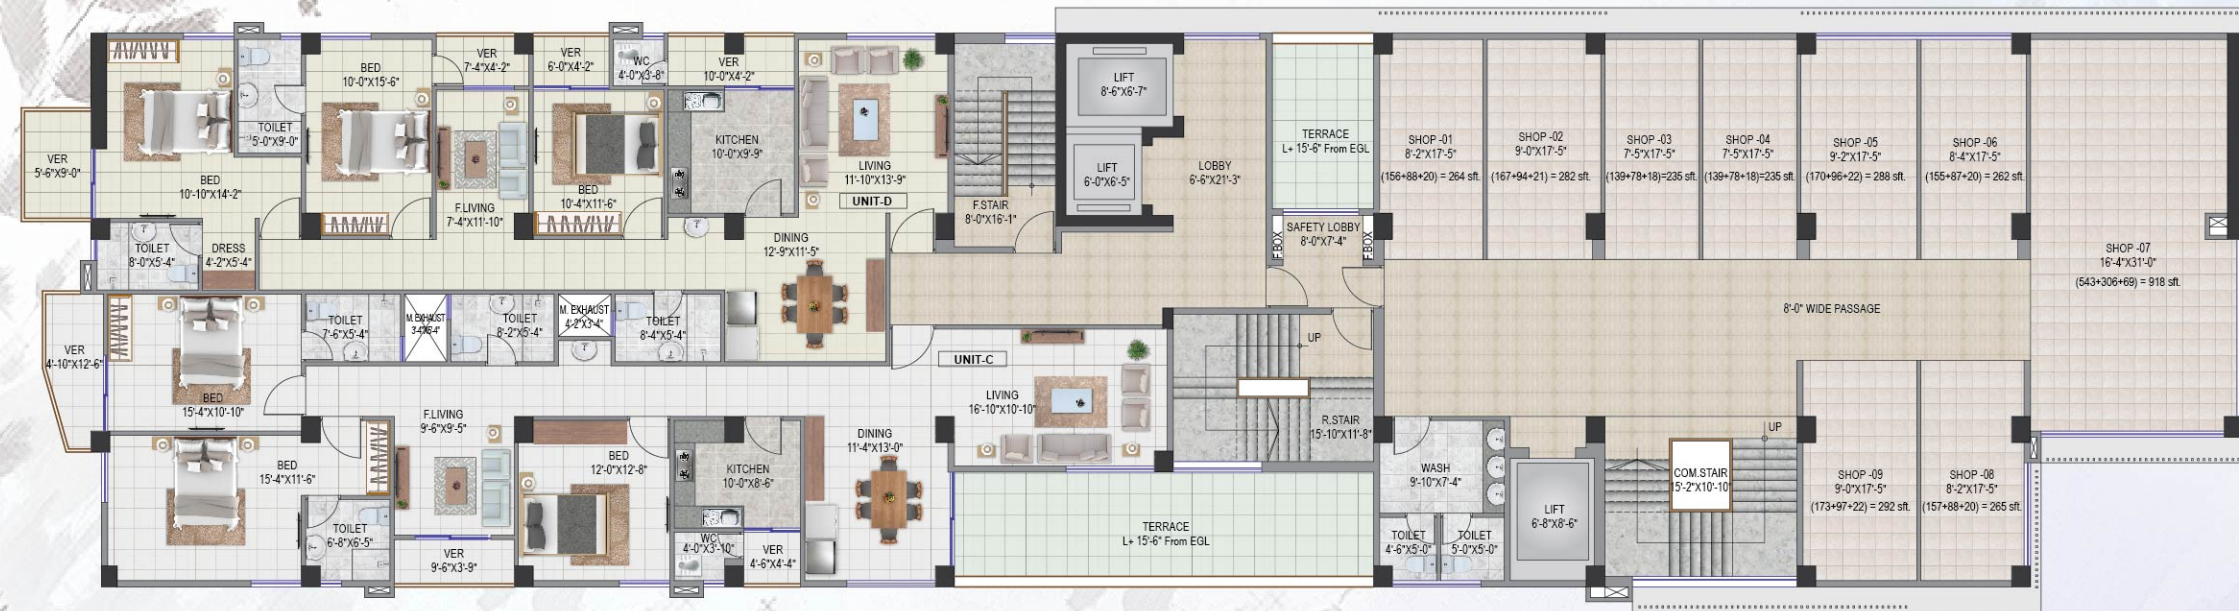 BED
10'-10"X14'-2"
TOILET
5'-0"X9'-0"
BED
10'-0"X15'-6"
VER
7'-4"X4'-2"
VER
6'-0"X4'-2"
WC
4'-0"X3'-8"
VER
10'-0"X4'-2"
VER
5'-6"X9'-0"
F.LIVING
7'-4"X11'-10"
BED
10'-4"X11'-6"
KITCHEN
10'-0"X9'-9"
LIVING
11'-10"X13'-9"
UNIT-D
F.STAIR
8'-0"X16'-1"
LIFT
8'-6"X6'-7"
LIFT
6'-0"X6'-5"
LOBBY
6'-6"X21'-3"
TERRACE
L+ 15'-6" From EGL
SAFETY LOBBY
8'-0"X7'-4"
F.BOX
F.BOX
SHOP -01
8'-2"X17'-5"
(156+88+20) = 264 sft.
SHOP -02
9'-0"X17'-5"
(167+94+21) = 282 sft.
SHOP -03
7'-5"X17'-5"
(139+78+18)=235 sft.
SHOP -04
7'-5"X17'-5"
(139+78+18)=235 sft.
SHOP -05
9'-2"X17'-5"
(170+96+22) = 288 sft.
SHOP -06
8'-4"X17'-5"
(155+87+20) = 262 sft.
SHOP -07
16'-4"X31'-0"
(543+306+69) = 918 sft.
TOILET
8'-0"X5'-4"
DRESS
4'-2"X5'-4"
DINING
12'-9"X11'-5"
8'-0" WIDE PASSAGE
VER
4'-10"X12'-6"
BED
15'-4"X10'-10"
TOILET
7'-6"X5'-4"
M. EXHAUST
TOILET
8'-2"X5'-4"
M. EXHAUST
4'-2"X3'-4"
TOILET
8'-4"X5'-4"
UNIT-C
UP
LIVING
16'-10"X10'-10"
R.STAIR
15'-10"X11'-8"
BED
15'-4"X11'-6"
F.LIVING
9'-6"X9'-5"
BED
12'-0"X12'-8"
KITCHEN
10'-0"X8'-6"
DINING
11'-4"X13'-0"
TOILET
6'-8"X6'-5"
VER
9'-6"X3'-9"
WC
4'-0"X3'-10"
VER
4'-6"X4'-4"
TERRACE
L+ 15'-6" From EGL
WASH
9'-10"X7'-4"
TOILET
4'-6"X5'-0"
TOILET
5'-0"X5'-0"
LIFT
6'-8"X8'-6"
UP
COM.STAIR
15'-2"X10'-10"
SHOP -09
9'-0"X17'-5"
(173+97+22) = 292 sft.
SHOP -08
8'-2"X17'-5"
(157+88+20) = 265 sft.